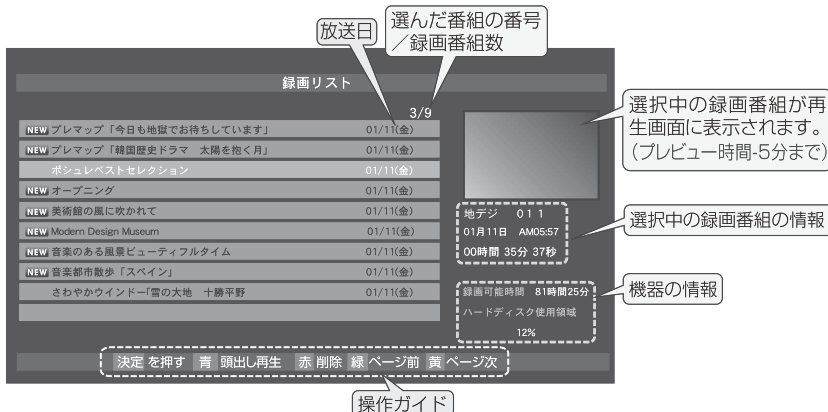 放送日
選んだ番組の番号
／録画番組数
録画リスト
3/9
NEW プレマップ「今日も地獄でお待ちしています」 01/11(金)
NEW プレマップ「韓国歴史ドラマ　太陽を抱く月」 01/11(金)
ポシュレベストセレクション 01/11(金)
NEW オープニング 01/11(金)
NEW 美術館の風に吹かれて 01/11(金)
NEW Modern Design Museum 01/11(金)
NEW 音楽のある風景ビューティフルタイム 01/11(金)
NEW 音楽都市散歩「スペイン」 01/11(金)
さわやかウインドー「雪の大地　十勝平野 01/11(金)
選択中の録画番組が再
生画面に表示されます。
(プレビュー時間-5分まで)
地デジ　011
01月11日　AM05:57
00時間 35分 37秒
選択中の録画番組の情報
録画可能時間　81時間25分
ハードディスク使用領域
12%
機器の情報
決定 を押す　青 頭出し再生　赤 削除　緑 ページ前　黄 ページ次
操作ガイド